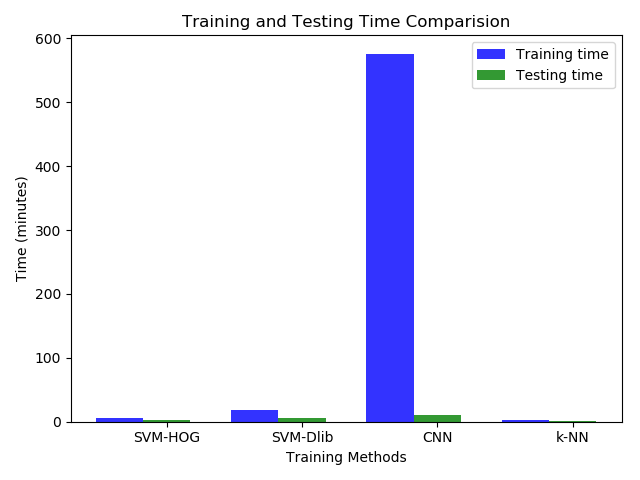 Training and Testing Time Comparision
Training time
Testing time
Time (minutes)
600
500
400
300
200
100
0
SVM-HOG SVM-Dlib CNN k-NN
Training Methods